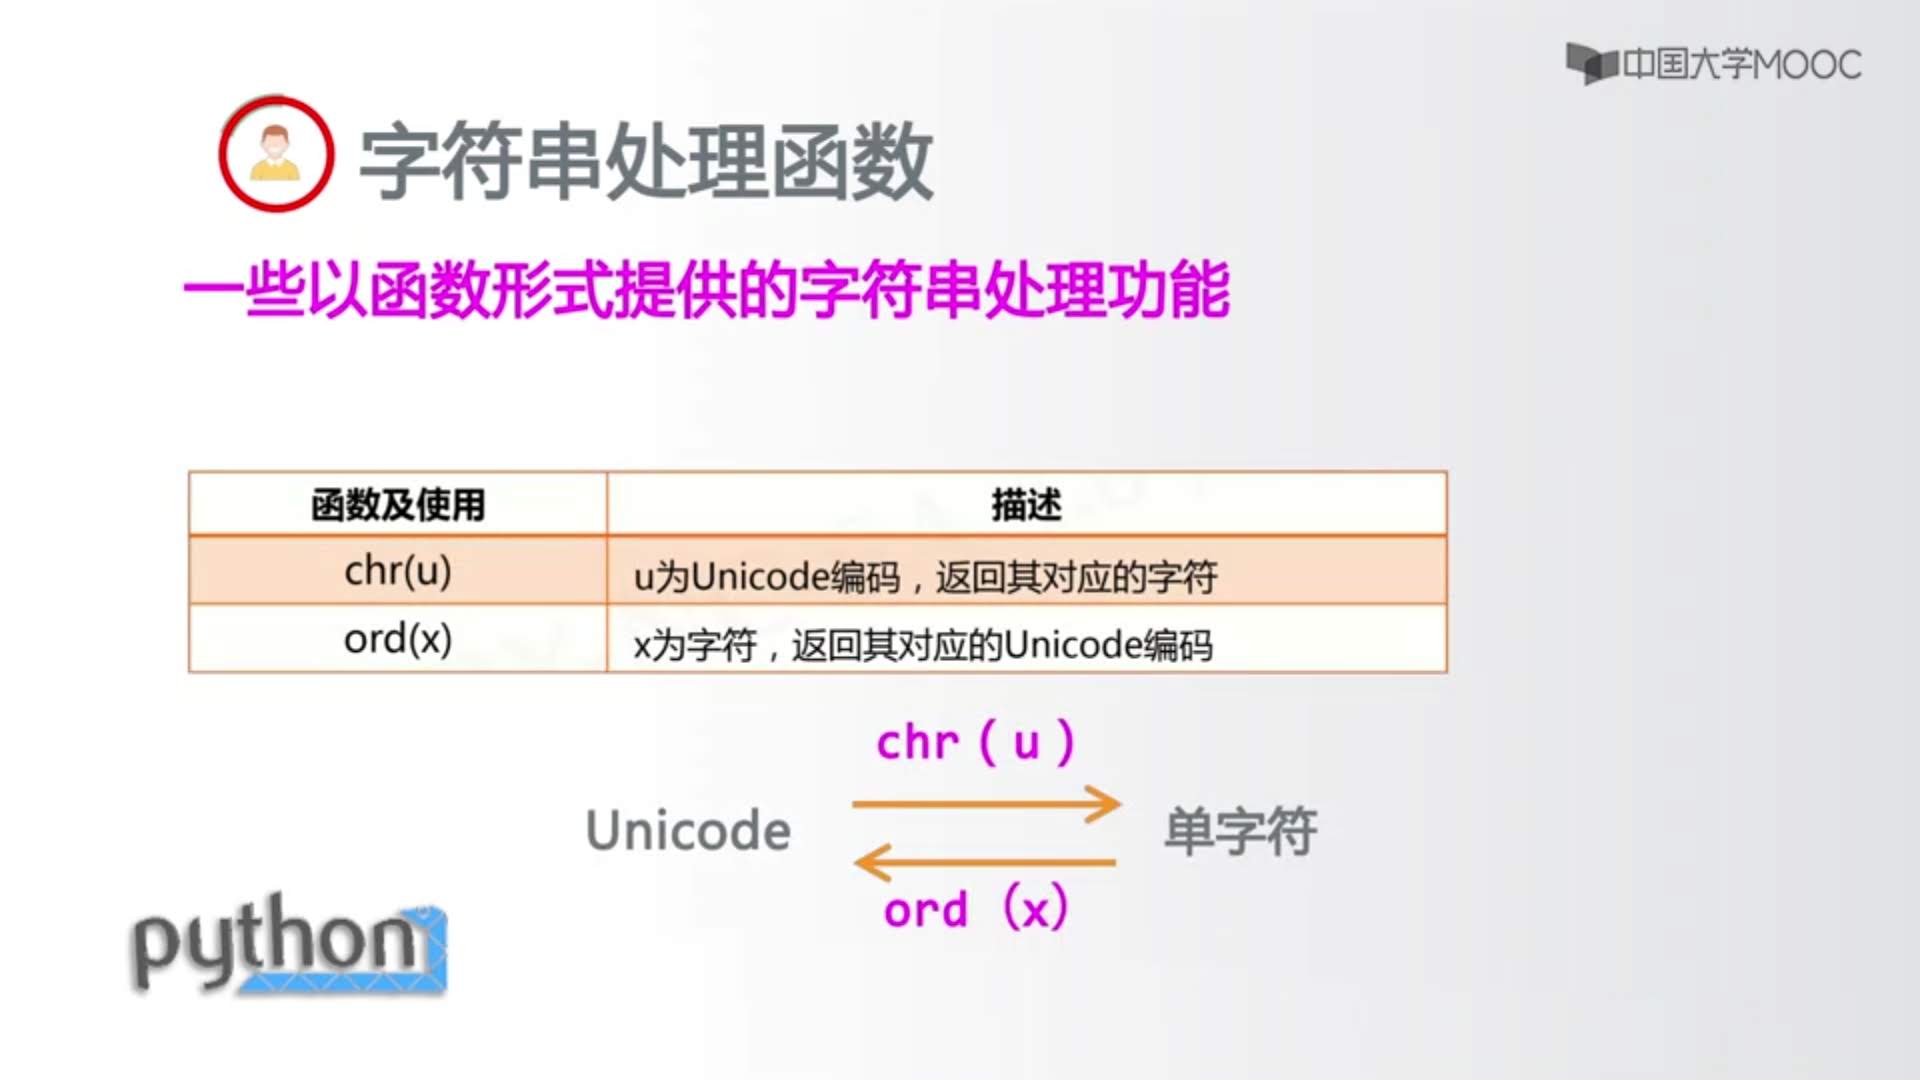 中国大学MOOC
字符串处理函数
一些以函数形式提供的字符串处理功能
函数及使用 描述
chr(u) u为Unicode编码，返回其对应的字符
ord(x) x为字符，返回其对应的Unicode编码
chr ( u )
Unicode 单字符
ord (x)
python